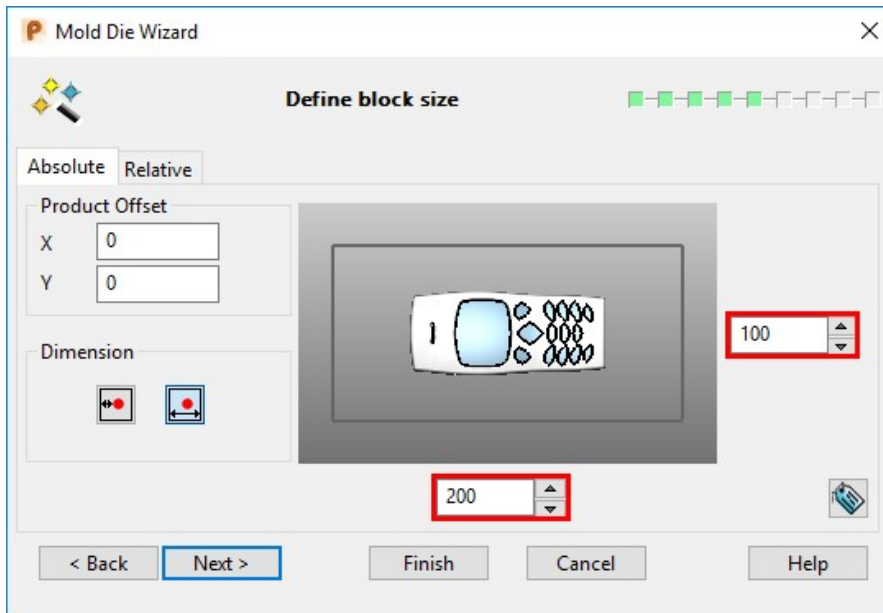 Mold Die Wizard
Define block size
Absolute Relative
Product Offset
X 0
Y 0
100
Dimension
200
< Back Next > Finish Cancel Help